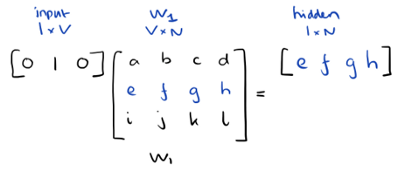 input W₁ hidden
1×V V×N 1×N
[0 1 0] [a b c d
e f g h
i j k l] = [e f g h]
W₁